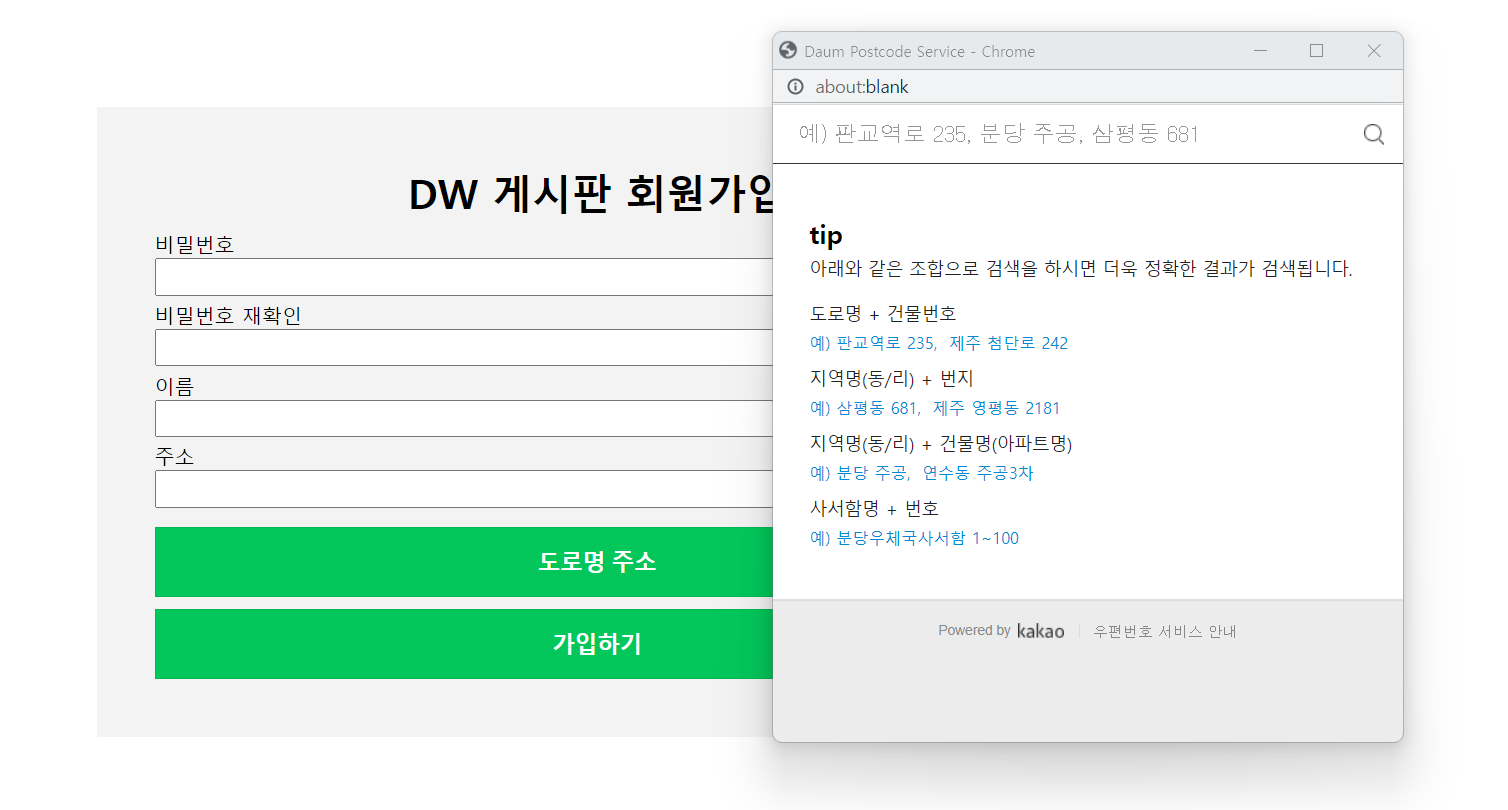 DW 게시판 회원가입
비밀번호
비밀번호 재확인
이름
주소
도로명 주소
가입하기
Daum Postcode Service - Chrome
about:blank
예) 판교역로 235, 분당 주공, 삼평동 681
tip
아래와 같은 조합으로 검색을 하시면 더욱 정확한 결과가 검색됩니다.
도로명 + 건물번호
예) 판교역로 235, 제주 첨단로 242
지역명(동/리) + 번지
예) 삼평동 681, 제주 영평동 2181
지역명(동/리) + 건물명(아파트명)
예) 분당 주공, 연수동 주공3차
사서함명 + 번호
예) 분당우체국사서함 1~100
Powered by kakao 우편번호 서비스 안내